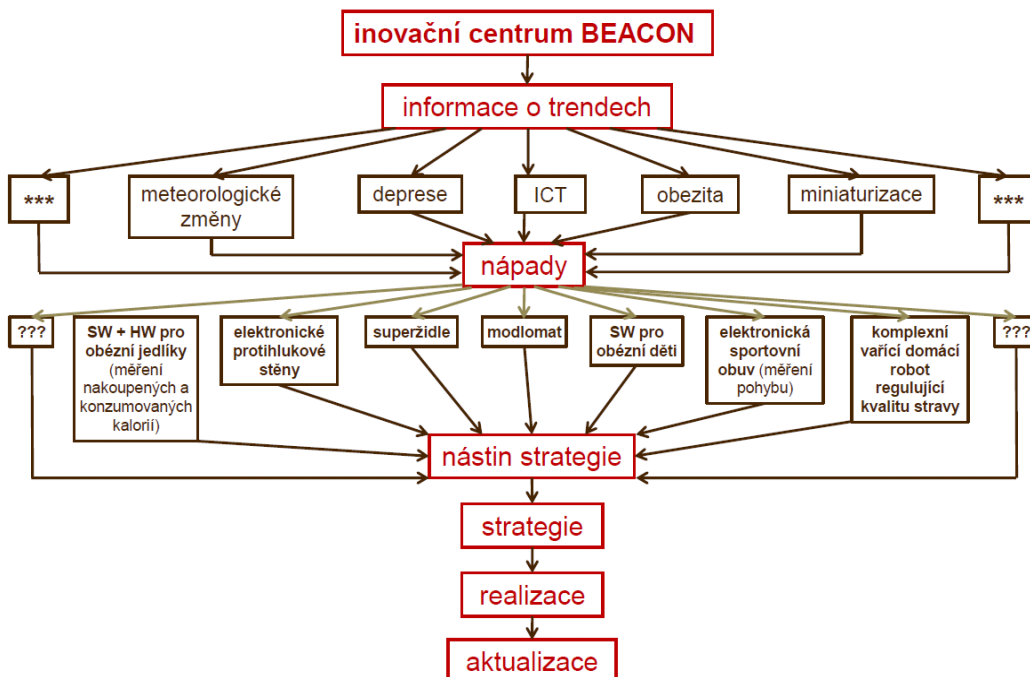 inovační centrum BEACON
informace o trendech
***
meteorologické
změny
deprese
ICT
obezita
miniaturizace
***
nápady
???
SW + HW pro
obézní jedlíky
(měření
nakoupených a
konzumovaných
kalorií)
elektronické
protihlukové
stěny
superžidle
modlomat
SW pro
obézní děti
elektronická
sportovní
obuv (měření
pohybu)
komplexní
vařící domácí
robot
regulující
kvalitu stravy
???
nástin strategie
strategie
realizace
aktualizace